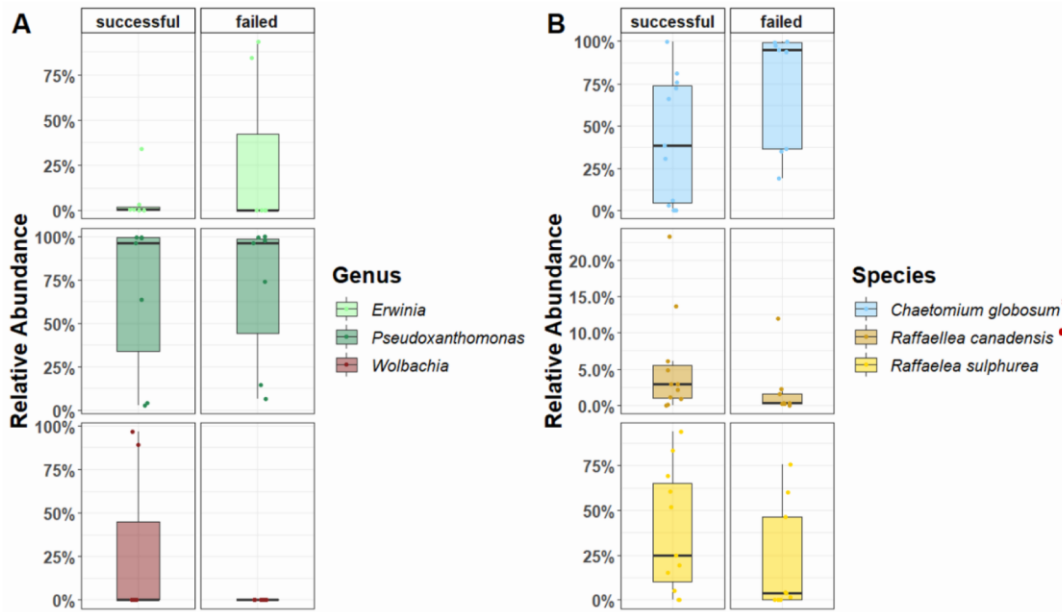 A
successful failed
75%
50%
25%
0%
100%
75%
50%
25%
0%
100%
75%
50%
25%
0%
Relative Abundance
Genus
Erwinia
Pseudoxanthomonas
Wolbachia
B
successful failed
100%
75%
50%
25%
0%
20.0%
15.0%
10.0%
5.0%
0.0%
75%
50%
25%
0%
Relative Abundance
Species
Chaetomium globosum
Raffaellea canadensis
Raffaelea sulphurea